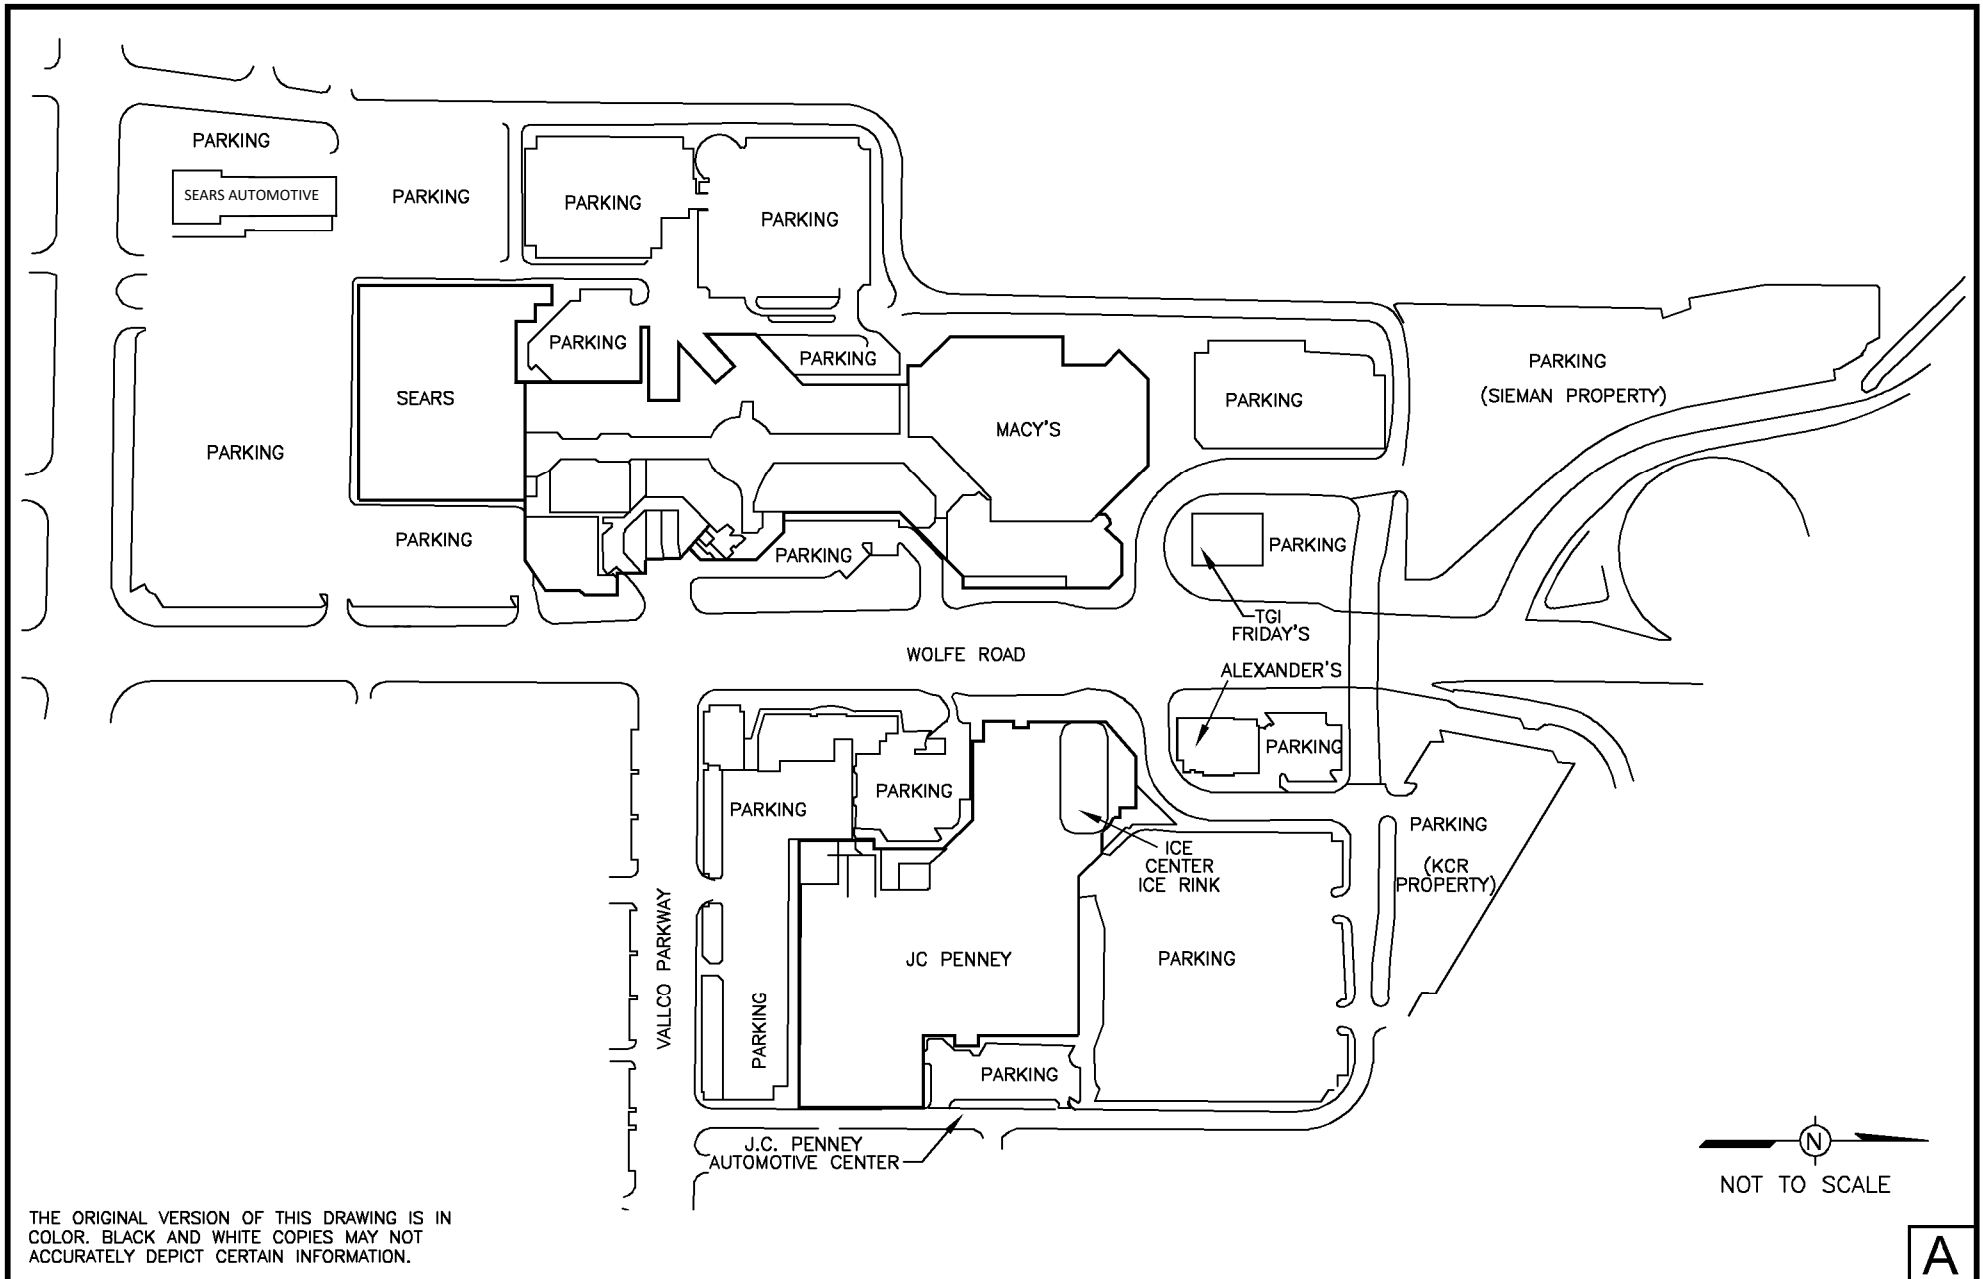 PARKING
SEARS AUTOMOTIVE
PARKING
PARKING
PARKING
PARKING
PARKING
PARKING
(SIEMAN PROPERTY)
SEARS
PARKING
MACY'S
PARKING
PARKING
PARKING
PARKING
PARKING
TGI
FRIDAY'S
WOLFE ROAD
ALEXANDER'S
PARKING
PARKING
PARKING
PARKING
(KCR
PROPERTY)
ICE
CENTER
ICE RINK
VALLCO PARKWAY
JC PENNEY
PARKING
PARKING
PARKING
J.C. PENNEY
AUTOMOTIVE CENTER
N
NOT TO SCALE
THE ORIGINAL VERSION OF THIS DRAWING IS IN
COLOR. BLACK AND WHITE COPIES MAY NOT
ACCURATELY DEPICT CERTAIN INFORMATION.
A